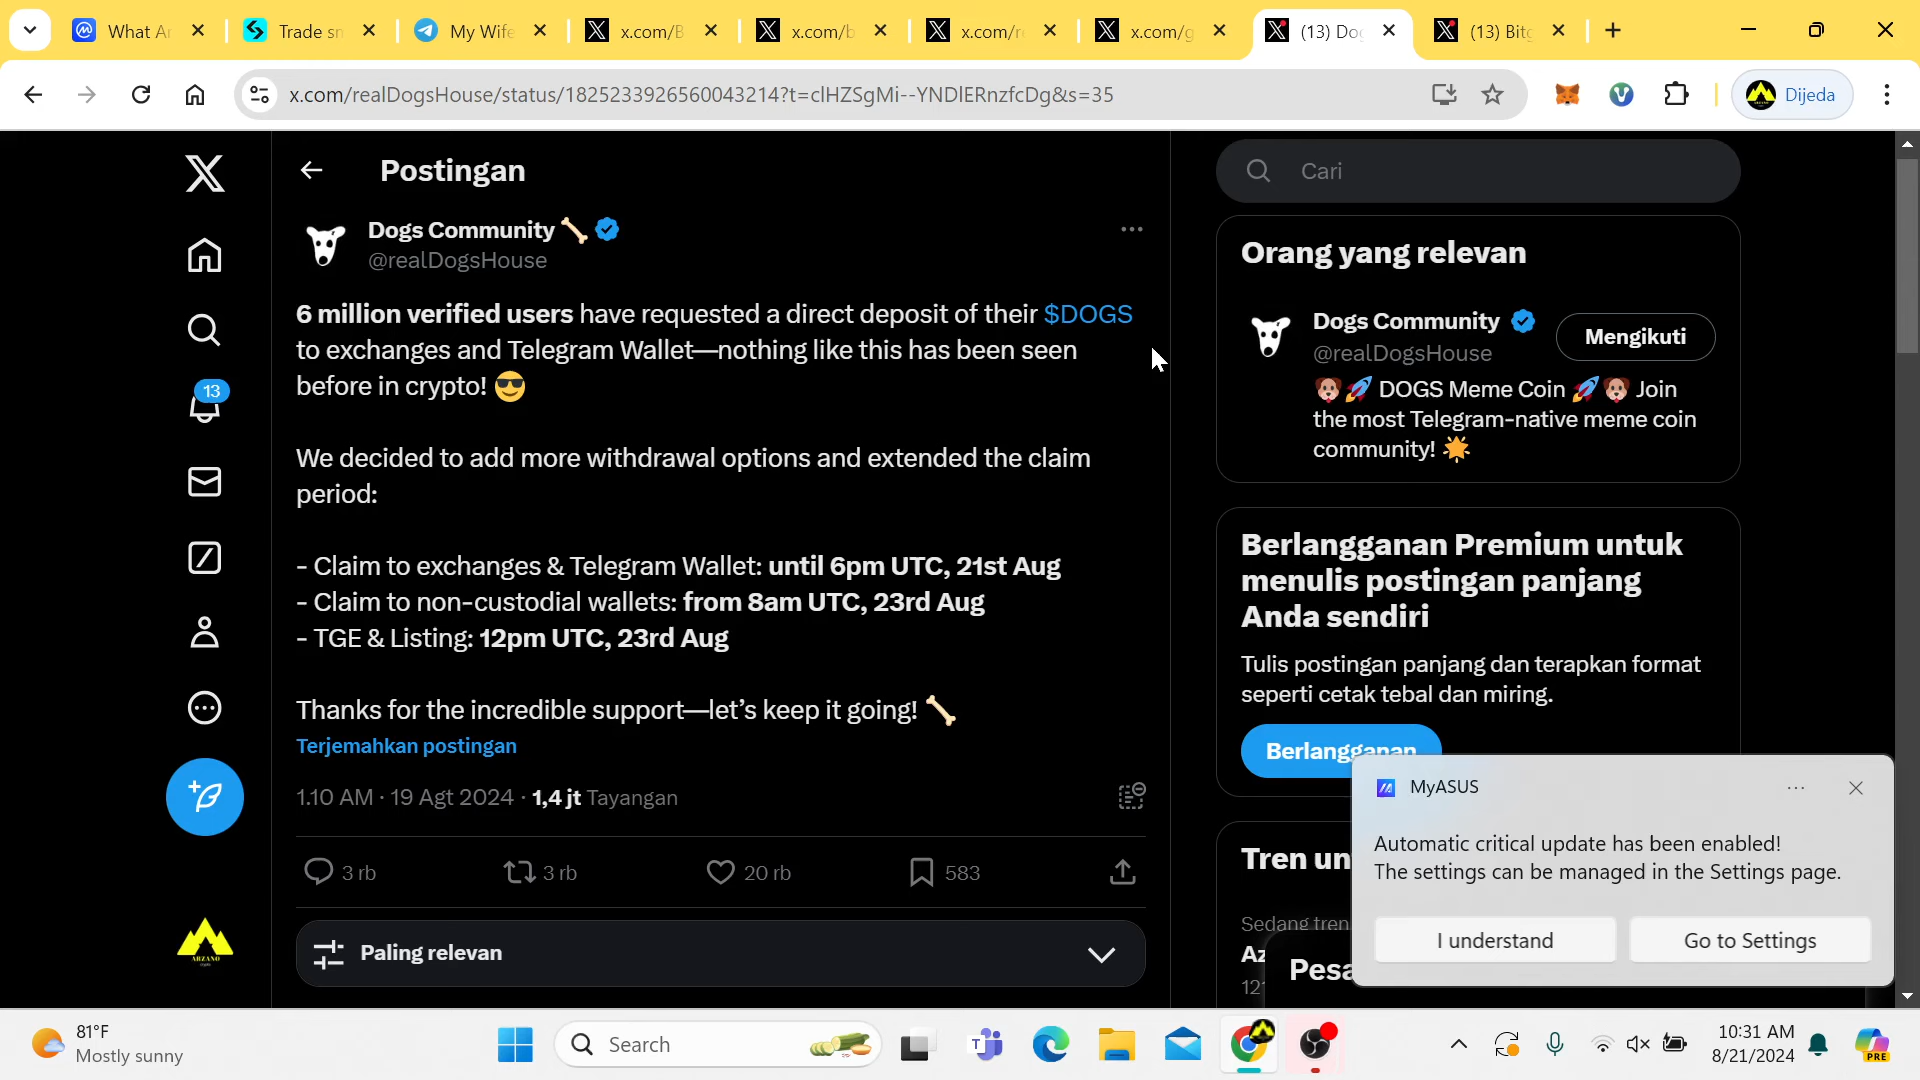 What Ar
Trade sm
My Wife
x.com/B
x.com/b
x.com/re
x.com/g
(13) Dog
(13) Bitg
x.com/realDogsHouse/status/1825233926560043214?t=clHZSgMi--YNDlERnzfcDg&s=35
Dijeda
Postingan
Cari
Dogs Community
@realDogsHouse
6 million verified users have requested a direct deposit of their $DOGS
to exchanges and Telegram Wallet—nothing like this has been seen
before in crypto! 😎
We decided to add more withdrawal options and extended the claim
period:
- Claim to exchanges & Telegram Wallet: until 6pm UTC, 21st Aug
- Claim to non-custodial wallets: from 8am UTC, 23rd Aug
- TGE & Listing: 12pm UTC, 23rd Aug
Thanks for the incredible support—let’s keep it going! 🦴
Terjemahkan postingan
1.10 AM · 19 Agt 2024 · 1,4 jt Tayangan
3 rb
3 rb
20 rb
583
Paling relevan
13
ARZANO
Orang yang relevan
Dogs Community
@realDogsHouse
Mengikuti
🐶🚀 DOGS Meme Coin 🚀🐶 Join
the most Telegram-native meme coin
community! 🌟
Berlangganan Premium untuk
menulis postingan panjang
Anda sendiri
Tulis postingan panjang dan terapkan format
seperti cetak tebal dan miring.
Berlangganan
Tren un
Sedang tren
Az
121
Pesa
MyASUS
Automatic critical update has been enabled!
The settings can be managed in the Settings page.
I understand
Go to Settings
81°F
Mostly sunny
Search
10:31 AM
8/21/2024
PRE